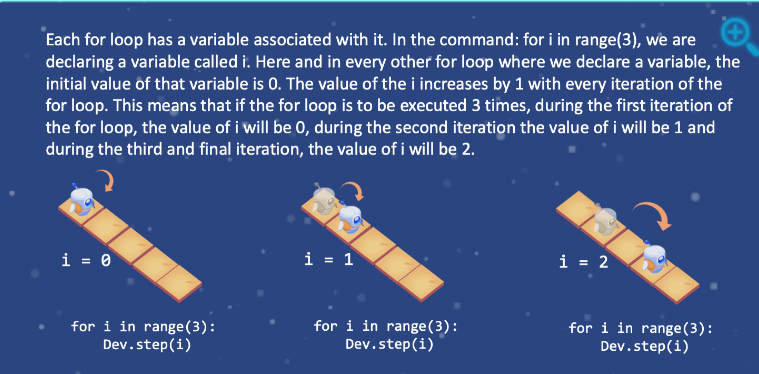 Each for loop has a variable associated with it. In the command: for i in range(3), we are
declaring a variable called i. Here and in every other for loop where we declare a variable, the
initial value of that variable is 0. The value of the i increases by 1 with every iteration of the
for loop. This means that if the for loop is to be executed 3 times, during the first iteration of
the for loop, the value of i will be 0, during the second iteration the value of i will be 1 and
during the third and final iteration, the value of i will be 2.
i = 0
i = 1
i = 2
for i in range(3):
Dev.step(i)
for i in range(3):
Dev.step(i)
for i in range(3):
Dev.step(i)